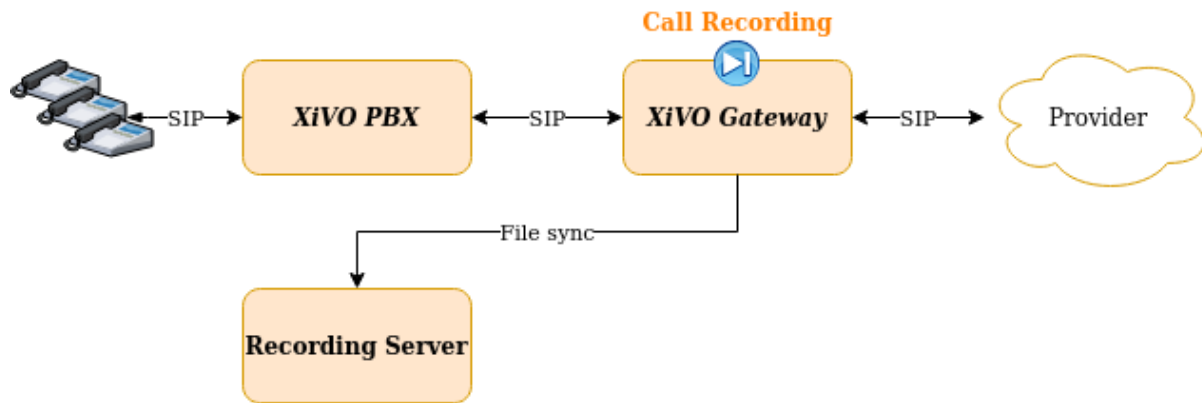 Call Recording
SIP
XiVO PBX
SIP
XiVO Gateway
SIP
Provider
File sync
Recording Server